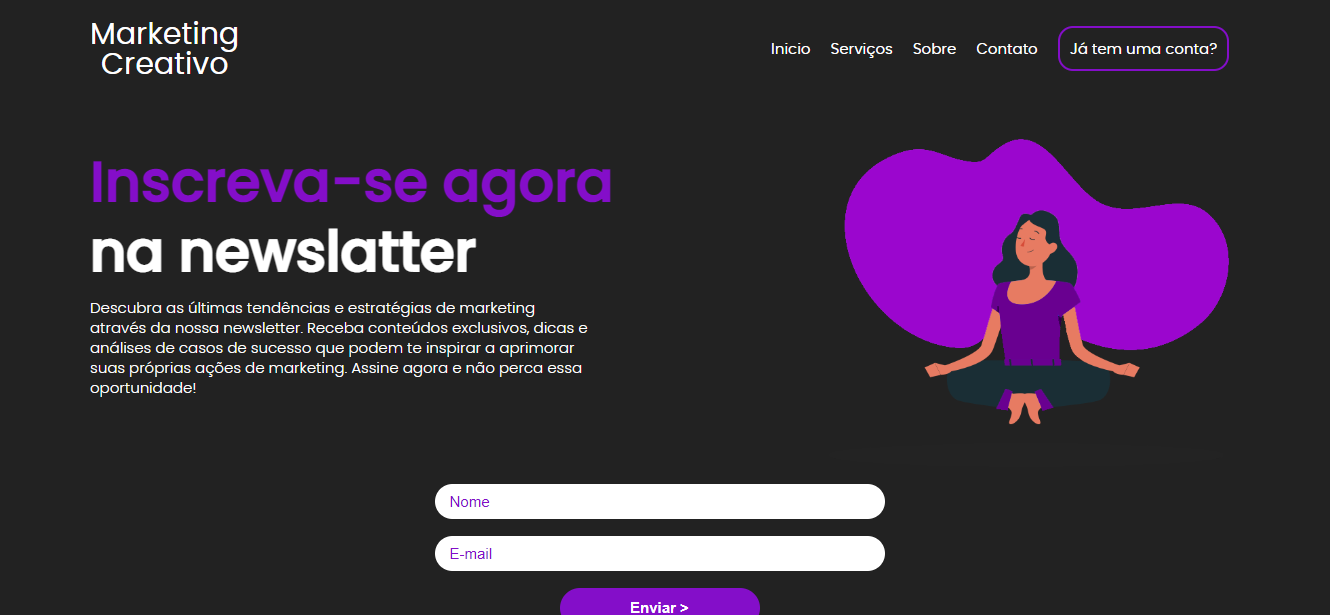 Marketing
Creativo
Inicio Serviços Sobre Contato Já tem uma conta?
Inscreva-se agora
na newslatter
Descubra as últimas tendências e estratégias de marketing
através da nossa newsletter. Receba conteúdos exclusivos, dicas e
análises de casos de sucesso que podem te inspirar a aprimorar
suas próprias ações de marketing. Assine agora e não perca essa
oportunidade!
Nome
E-mail
Enviar >